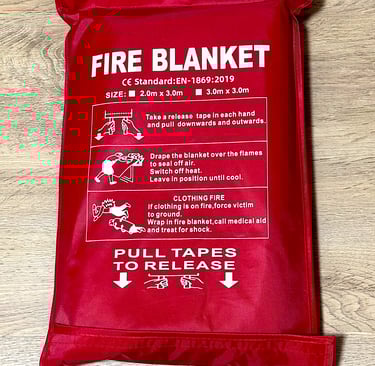 FIRE BLANKET
CE Standard:EN-1869:2019
SIZE: 2.0m x 3.0m 3.0m x 3.0m
Take a release tape in each hand
and pull downwards and outwards.
Drape the blanket over the flames
to seal off air.
Switch off heat.
Leave in position until cool.
CLOTHING FIRE
If clothing is on fire,force victim
to ground.
Wrap in fire blanket,call medical aid
and treat for shock.
PULL TAPES
TO RELEASE